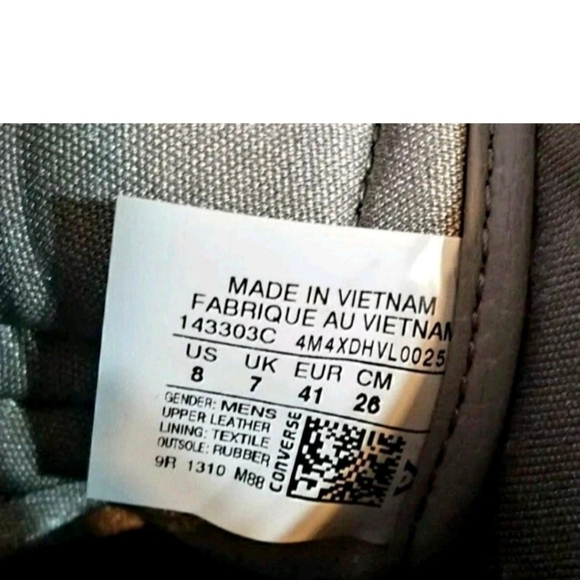 MADE IN VIETNAM
FABRIQUE AU VIETNAM
143303C 4M4XDHVL0025
US UK EUR CM
8 7 41 26
GENDER: MENS
UPPER LEATHER
LINING: TEXTILE
OUTSOLE: RUBBER
9R 1310 M88
CONVERSE